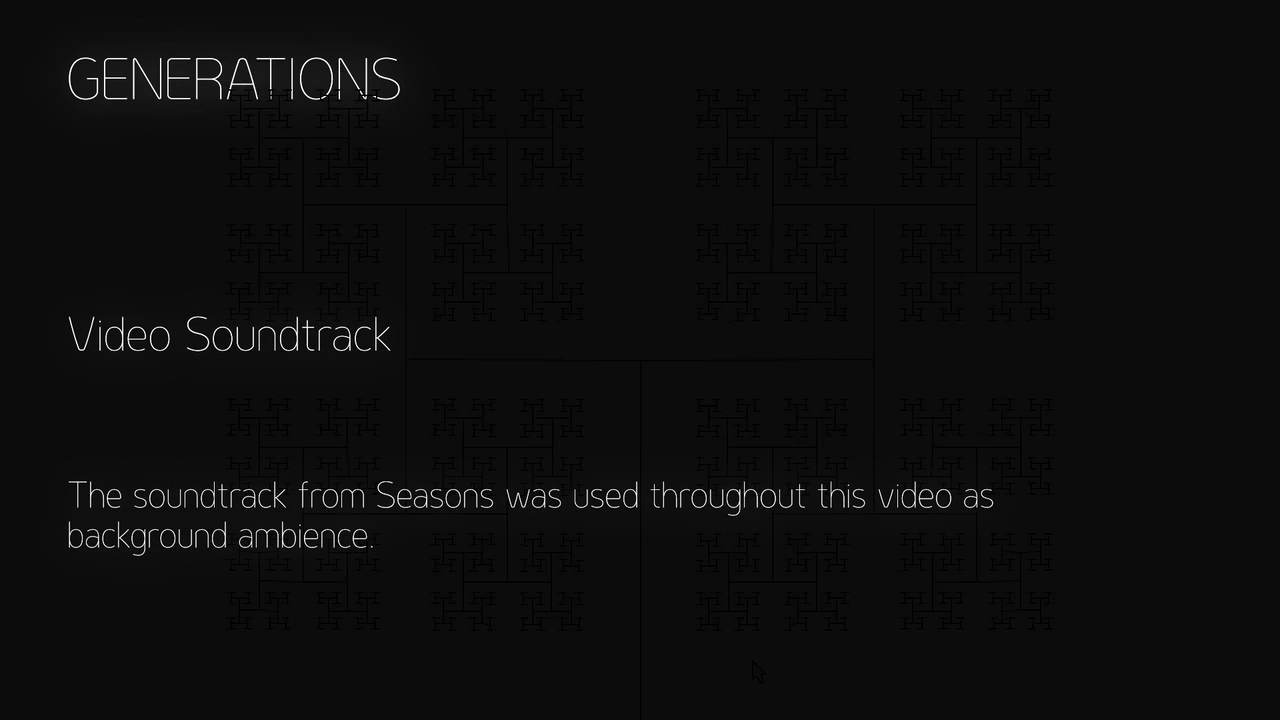 GENERATIONS
Video Soundtrack
The soundtrack from Seasons was used throughout this video as
background ambience.